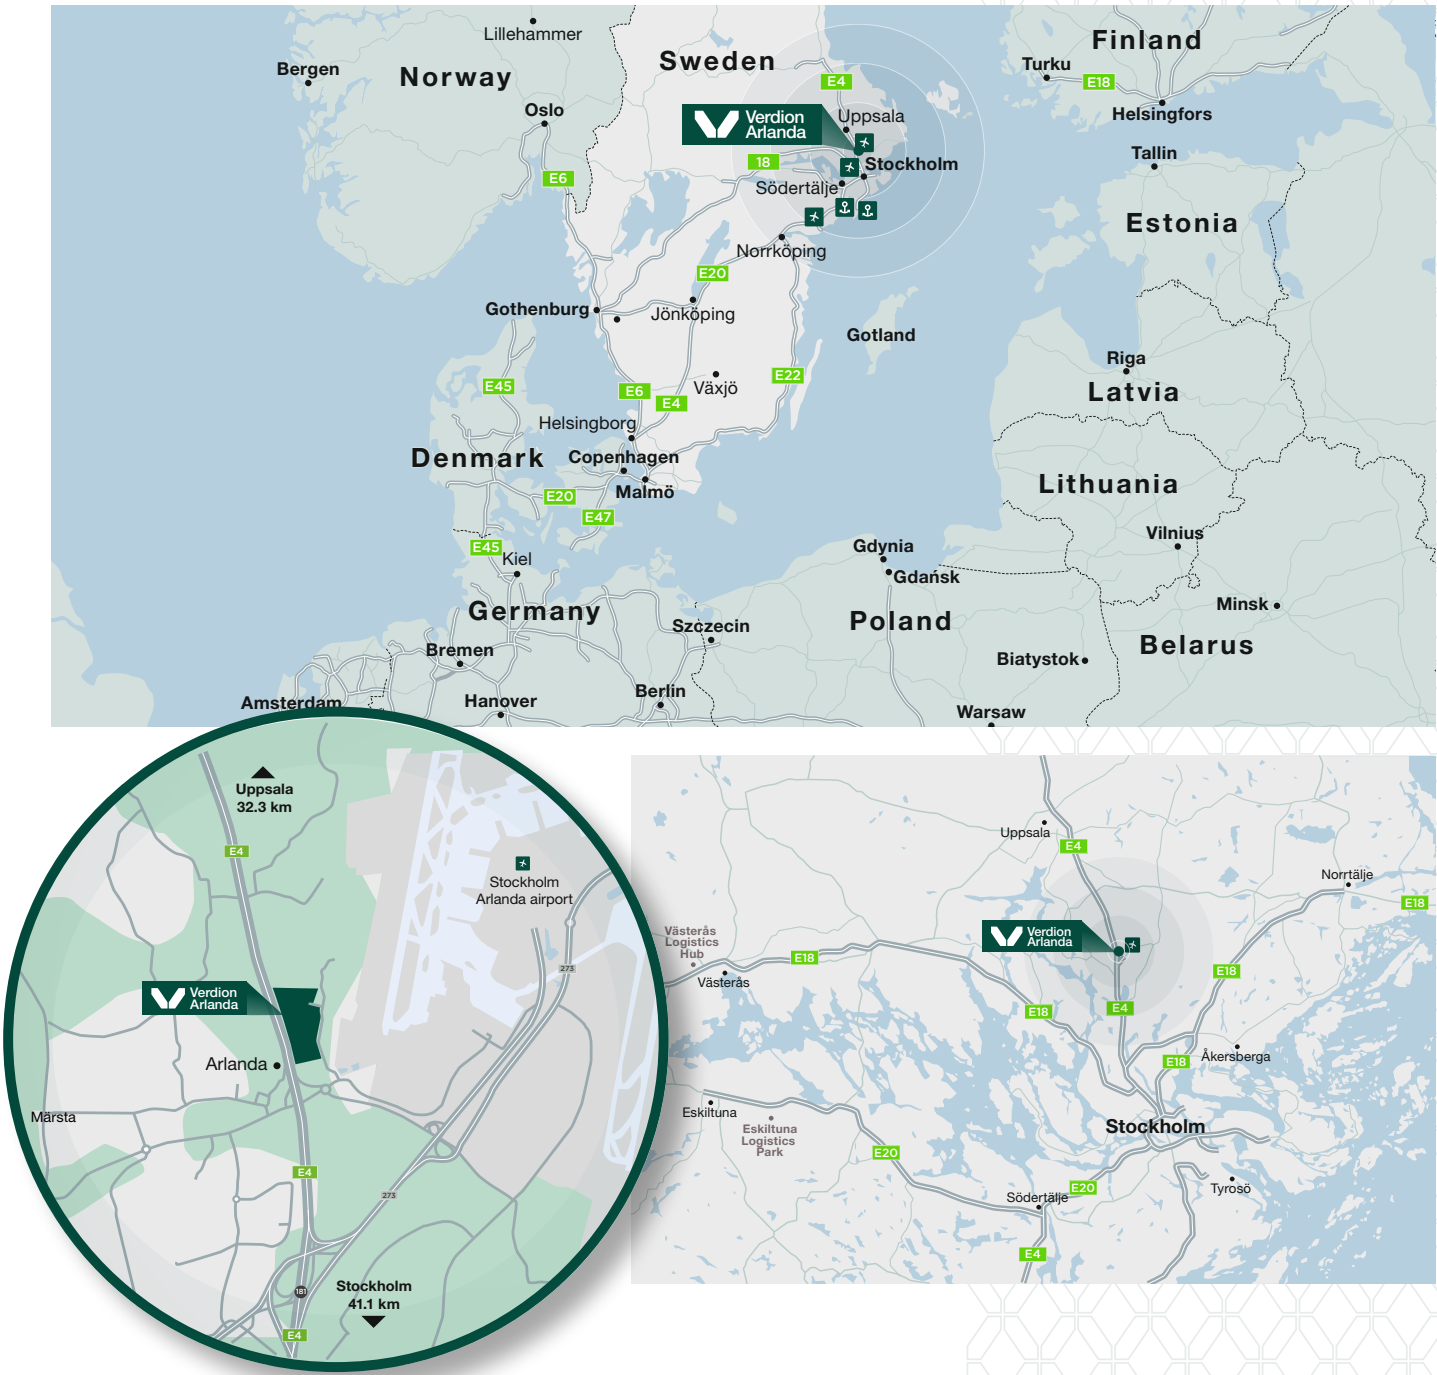 Lillehammer
Bergen
Norway
Oslo
E6
Sweden
E4
Verdion
Arlanda
Uppsala
18
Stockholm
Södertälje
Norrköping
E20
Finland
Turku
E18
Helsingfors
Tallin
Estonia
Gothenburg
Jönköping
Gotland
E45
E6
E4
Växjö
E22
Riga
Latvia
Helsingborg
Denmark
Copenhagen
Malmö
E20
E47
Lithuania
Vilnius
E45
Kiel
Gdynia
Gdańsk
Germany
Szczecin
Poland
Minsk
Belarus
Bremen
Biatystok
Amsterdam
Hanover
Berlin
Warsaw
Uppsala
32.3 km
E4
Stockholm
Arlanda airport
273
Verdion
Arlanda
Arlanda
Märsta
E4
273
181
Stockholm
41.1 km
E4
Uppsala
E4
Norrtälje
E18
Verdion
Arlanda
Västerås
Logistics
Hub
E18
Västerås
E18
E18
E4
E18
Åkersberga
Eskiltuna
Eskiltuna
Logistics
Park
Stockholm
E20
E20
Södertälje
Tyrosö
E4